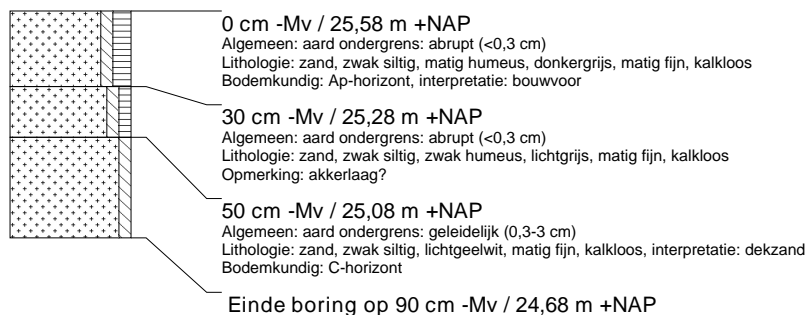 0 cm -Mv / 25,58 m +NAP
Algemeen: aard ondergrens: abrupt (<0,3 cm)
Lithologie: zand, zwak siltig, matig humeus, donkergrijs, matig fijn, kalkloos
Bodemkundig: Ap-horizont, interpretatie: bouwvoor
30 cm -Mv / 25,28 m +NAP
Algemeen: aard ondergrens: abrupt (<0,3 cm)
Lithologie: zand, zwak siltig, zwak humeus, lichtgrijs, matig fijn, kalkloos
Opmerking: akkerlaag?
50 cm -Mv / 25,08 m +NAP
Algemeen: aard ondergrens: geleidelijk (0,3-3 cm)
Lithologie: zand, zwak siltig, lichtgeelwit, matig fijn, kalkloos, interpretatie: dekzand
Bodemkundig: C-horizont
Einde boring op 90 cm -Mv / 24,68 m +NAP